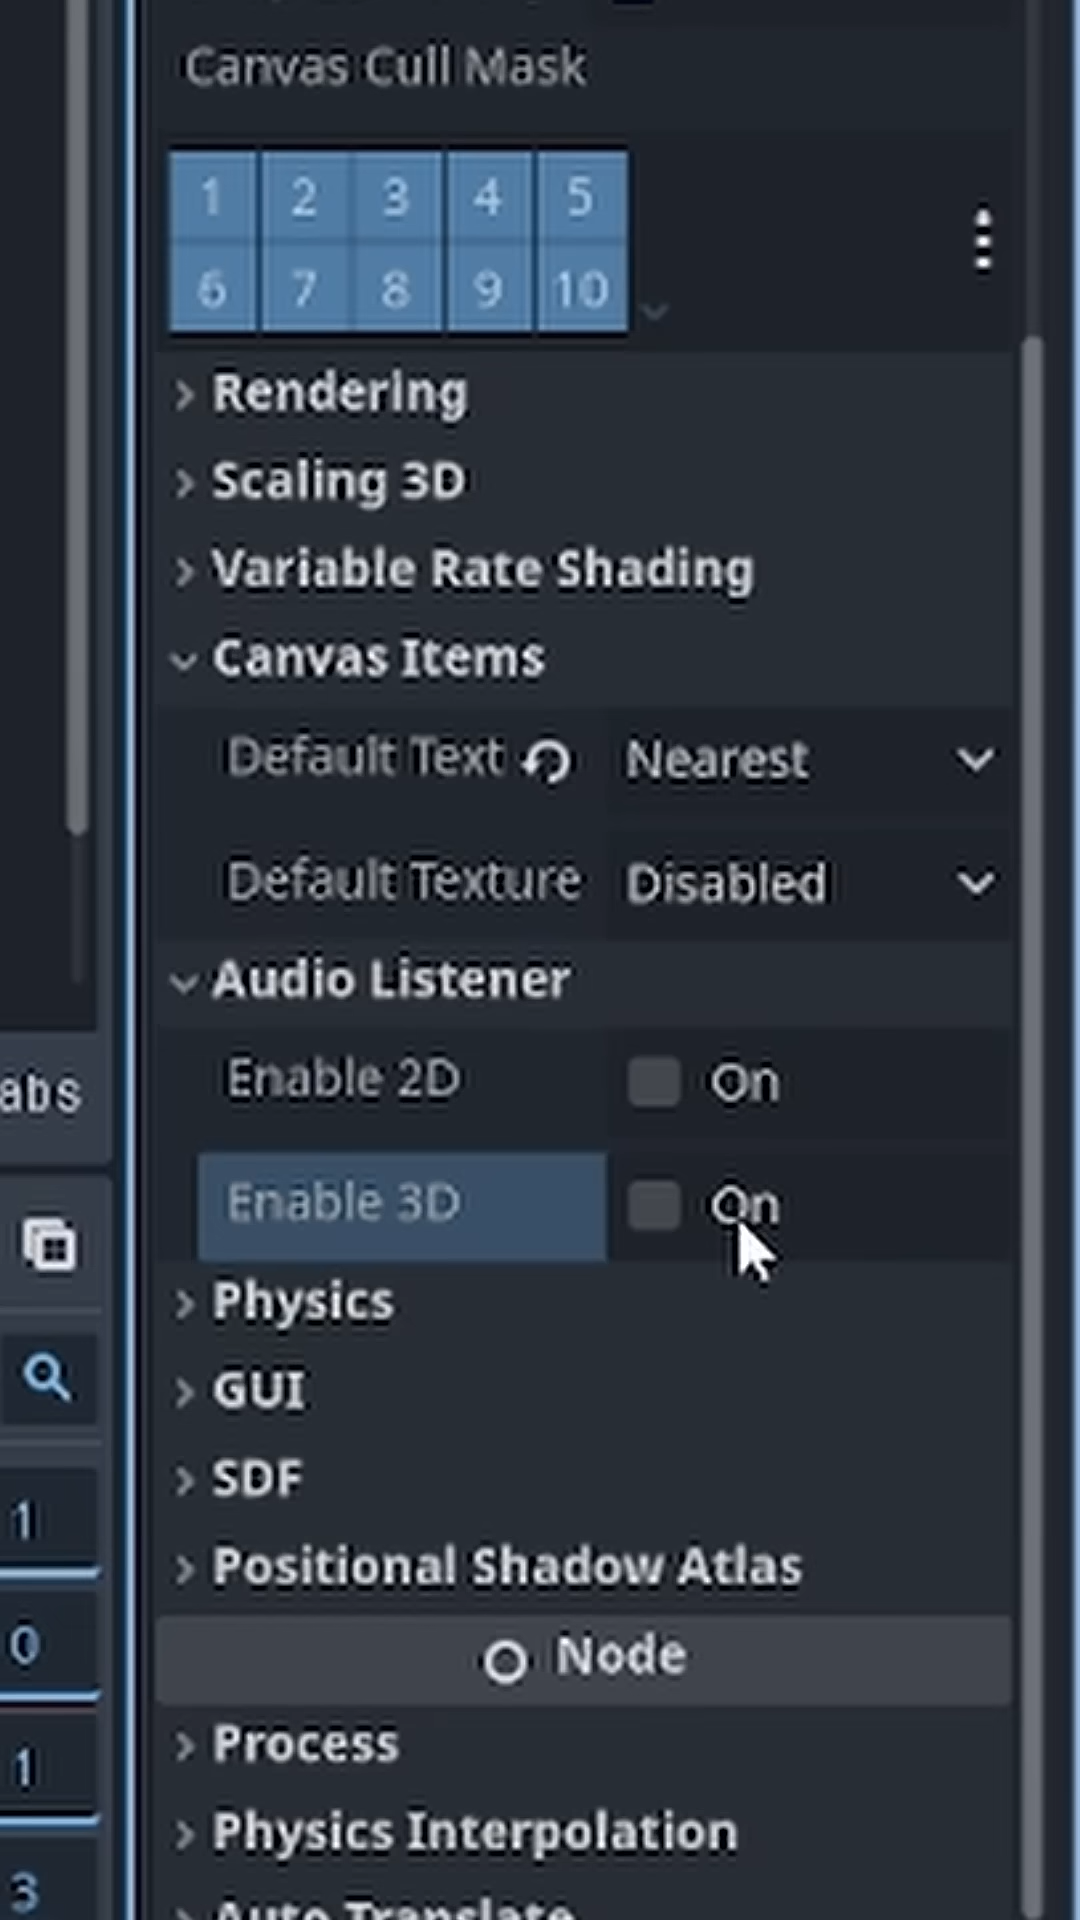 Canvas Cull Mask
1 2 3 4 5
6 7 8 9 10
Rendering
Scaling 3D
Variable Rate Shading
Canvas Items
Default Text Nearest
Default Texture Disabled
Audio Listener
Enable 2D On
abs
Enable 3D On
Physics
GUI
SDF
1
Positional Shadow Atlas
0
Node
Process
1
Physics Interpolation
3
Auto Translate